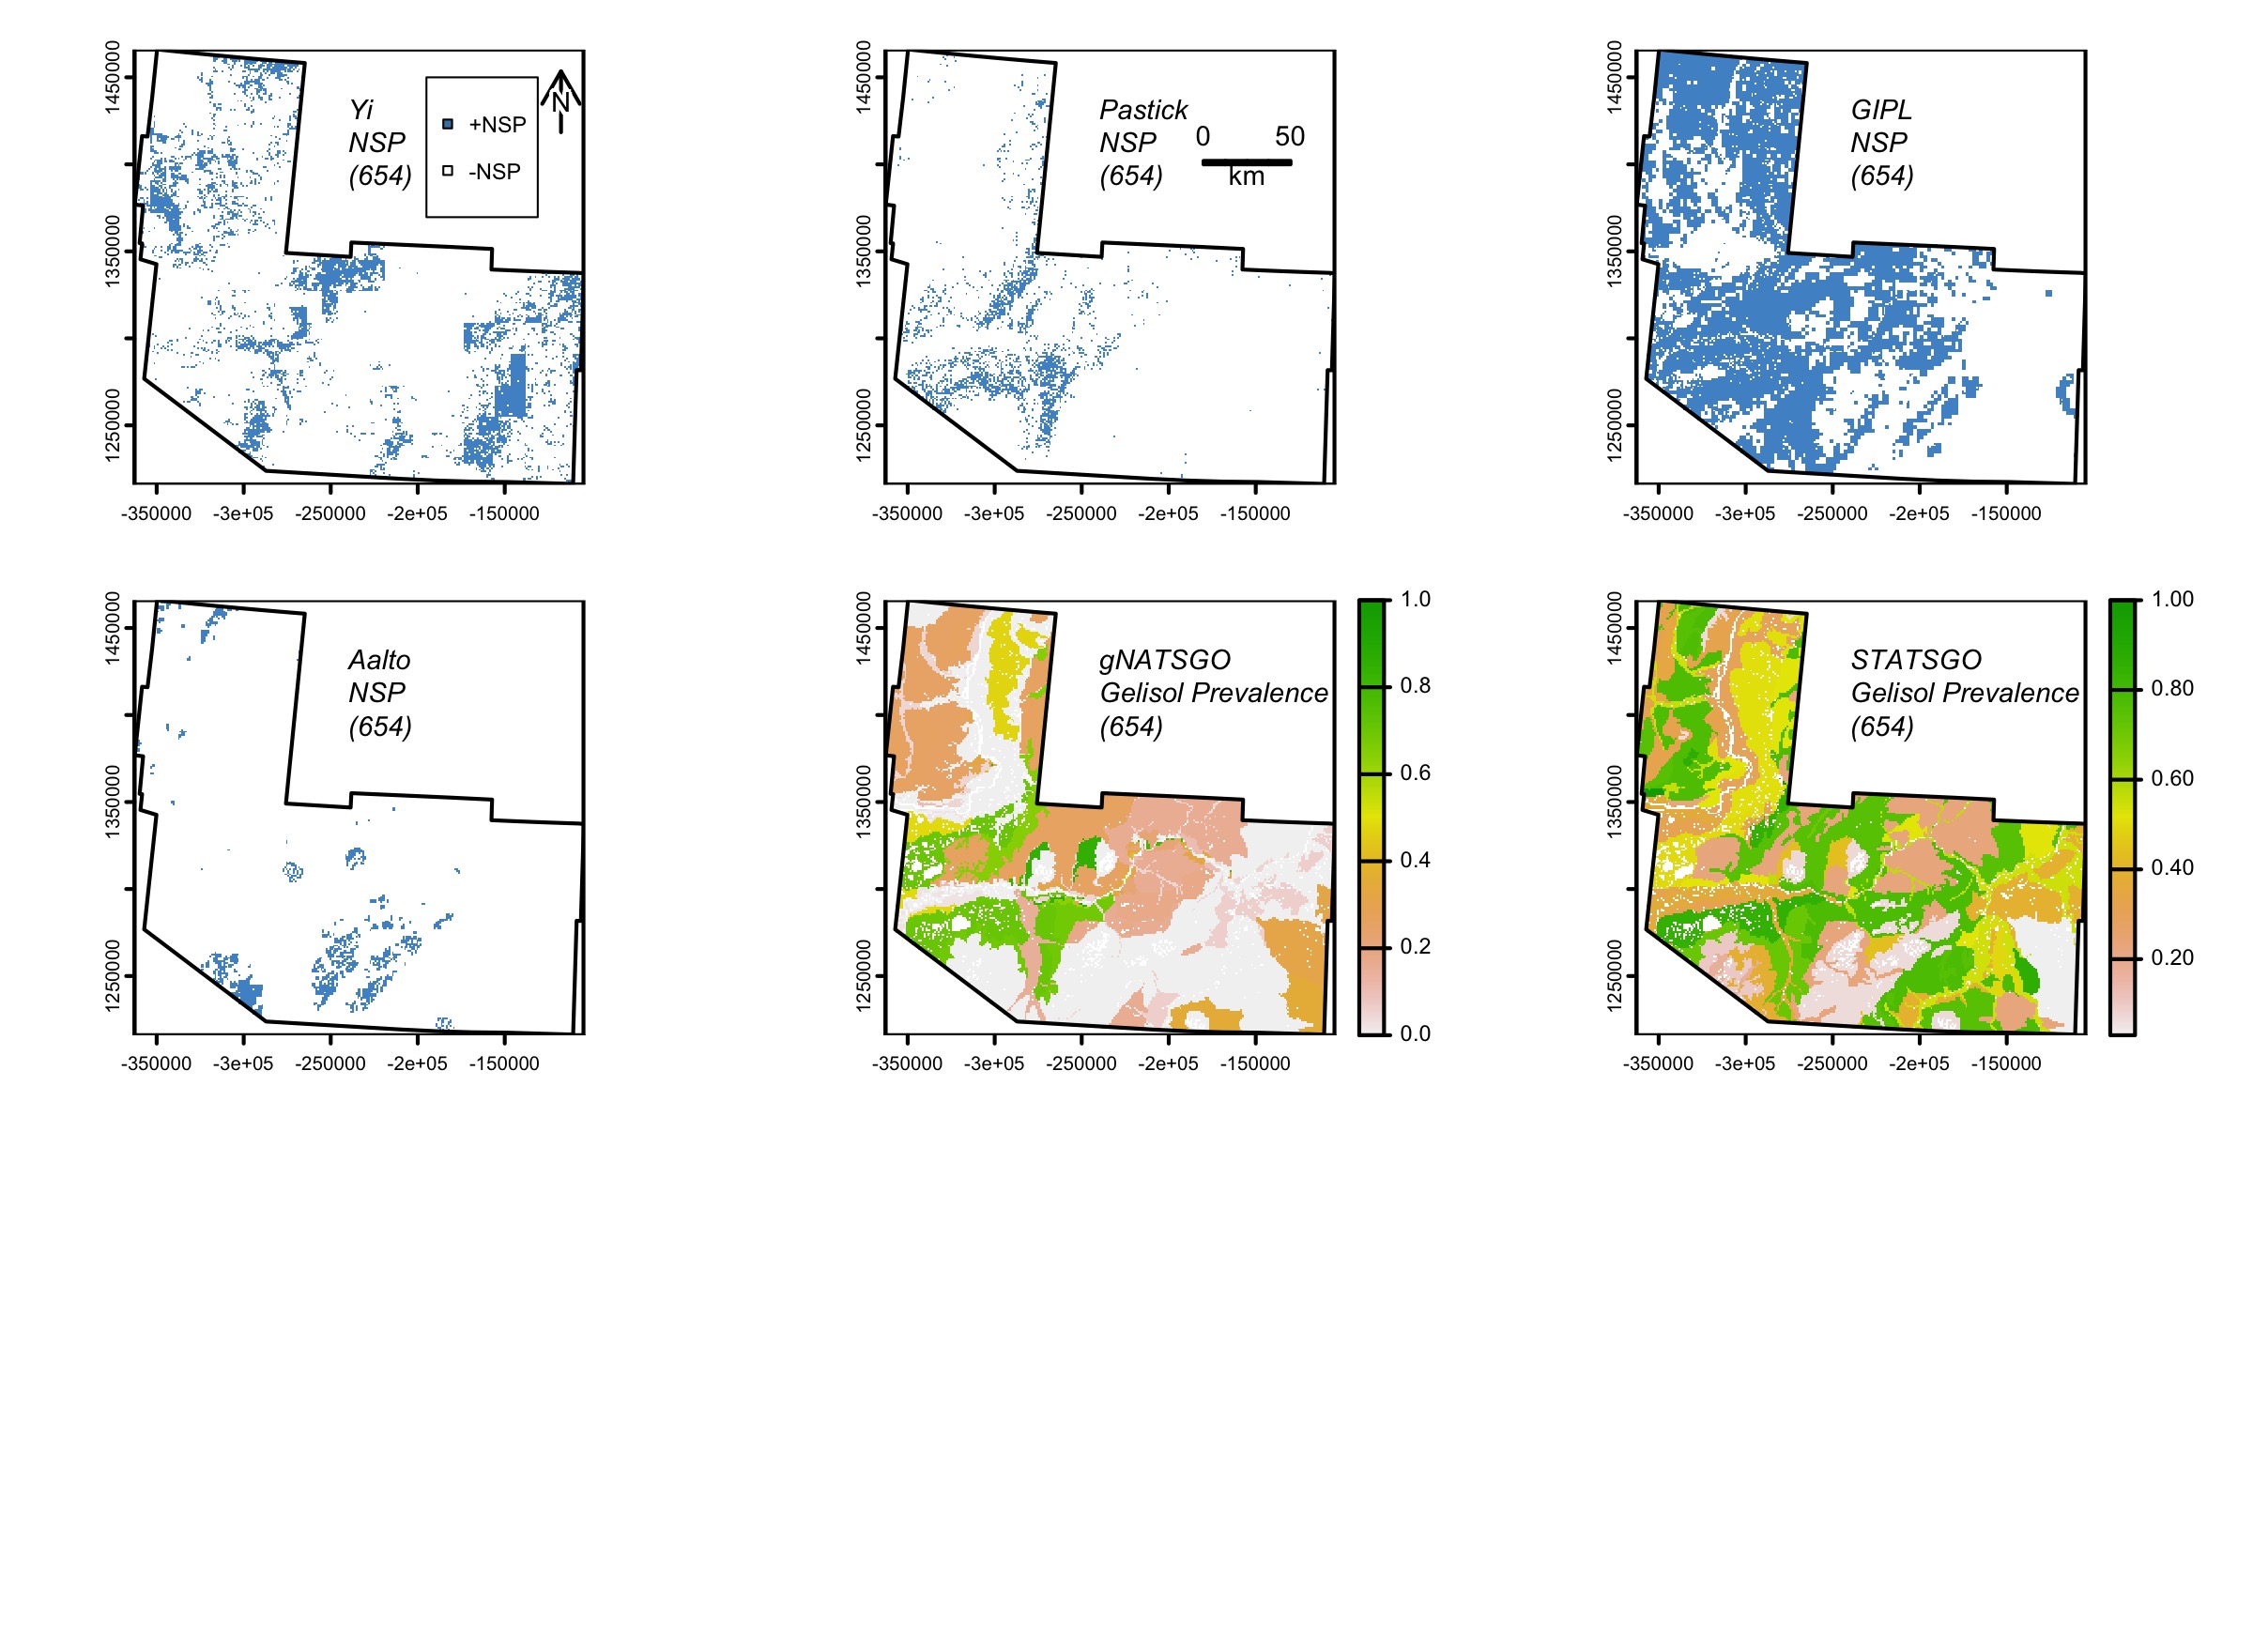 Yi
NSP
(654)
+NSP
-NSP
N
1450000
1350000
1250000
-350000
-3e+05
-250000
-2e+05
-150000
Pastick
NSP
(654)
0 50
km
1450000
1350000
1250000
-350000
-3e+05
-250000
-2e+05
-150000
GIPL
NSP
(654)
1450000
1350000
1250000
-350000
-3e+05
-250000
-2e+05
-150000
Aalto
NSP
(654)
1450000
1350000
1250000
-350000
-3e+05
-250000
-2e+05
-150000
gNATSGO
Gelisol Prevalence
(654)
1450000
1350000
1250000
-350000
-3e+05
-250000
-2e+05
-150000
1.0
0.8
0.6
0.4
0.2
0.0
STATSGO
Gelisol Prevalence
(654)
1450000
1350000
1250000
-350000
-3e+05
-250000
-2e+05
-150000
1.00
0.80
0.60
0.40
0.20